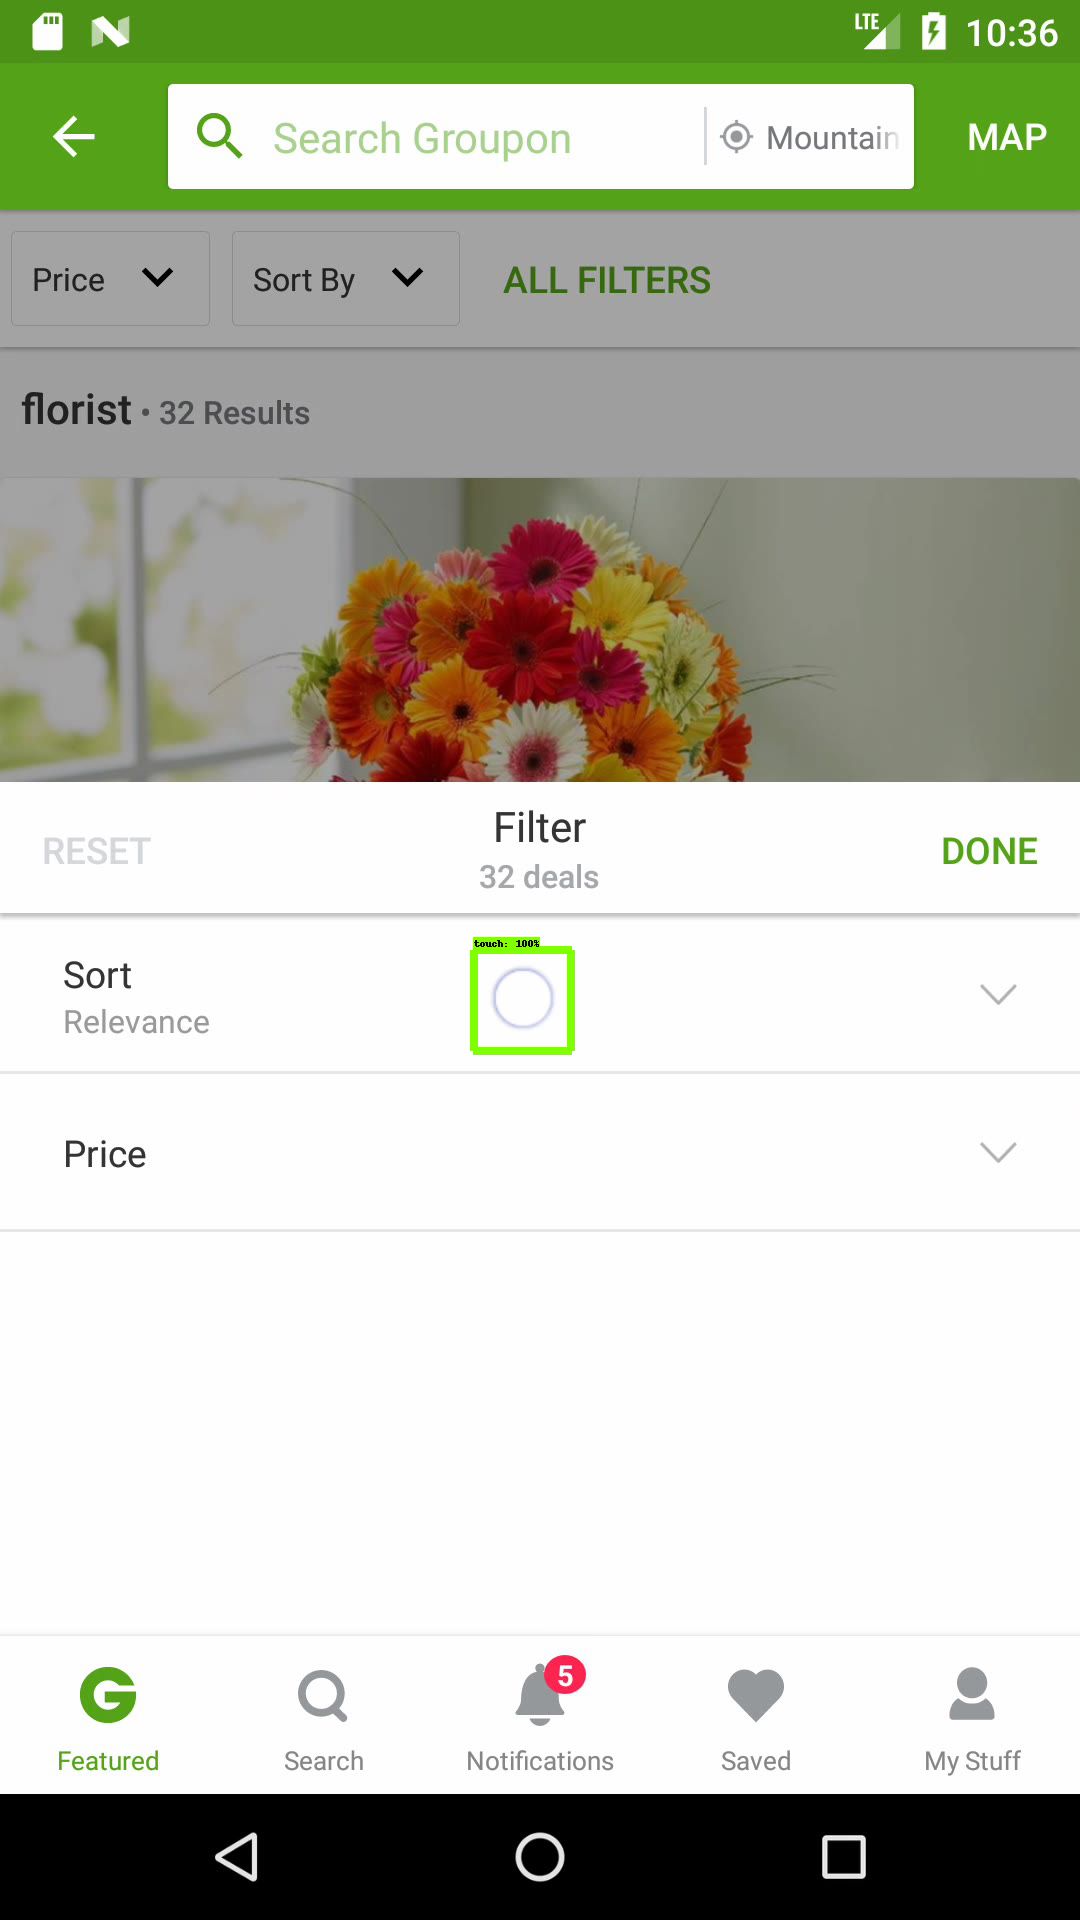 LTE 10:36
Search Groupon Mountain MAP
Price Sort By ALL FILTERS
florist • 32 Results
Filter
RESET DONE
32 deals
touch: 100%
Sort
Relevance
Price
5
Featured Search Notifications Saved My Stuff